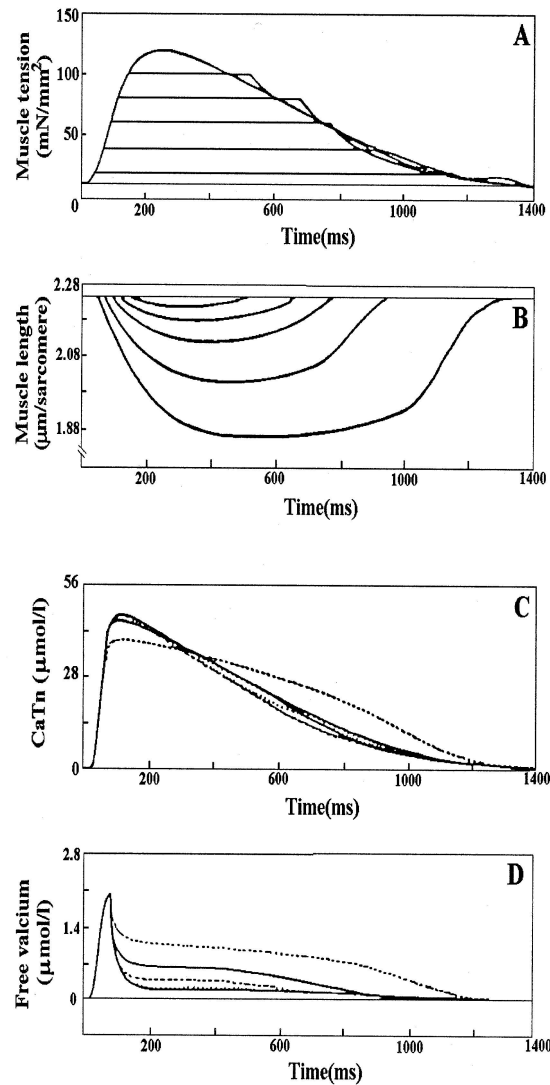 A
Muscle tension
(mN/mm²)
150
100
50
0
200
600
1000
1400
Time(ms)
B
Muscle length
(µm/sarcomere)
2.28
2.08
1.88
200
600
1000
1400
Time(ms)
C
CaTn (µmol/l)
56
28
0
200
600
1000
1400
Time(ms)
D
Free valcium
(µmol/l)
2.8
1.4
0
200
600
1000
1400
Time(ms)